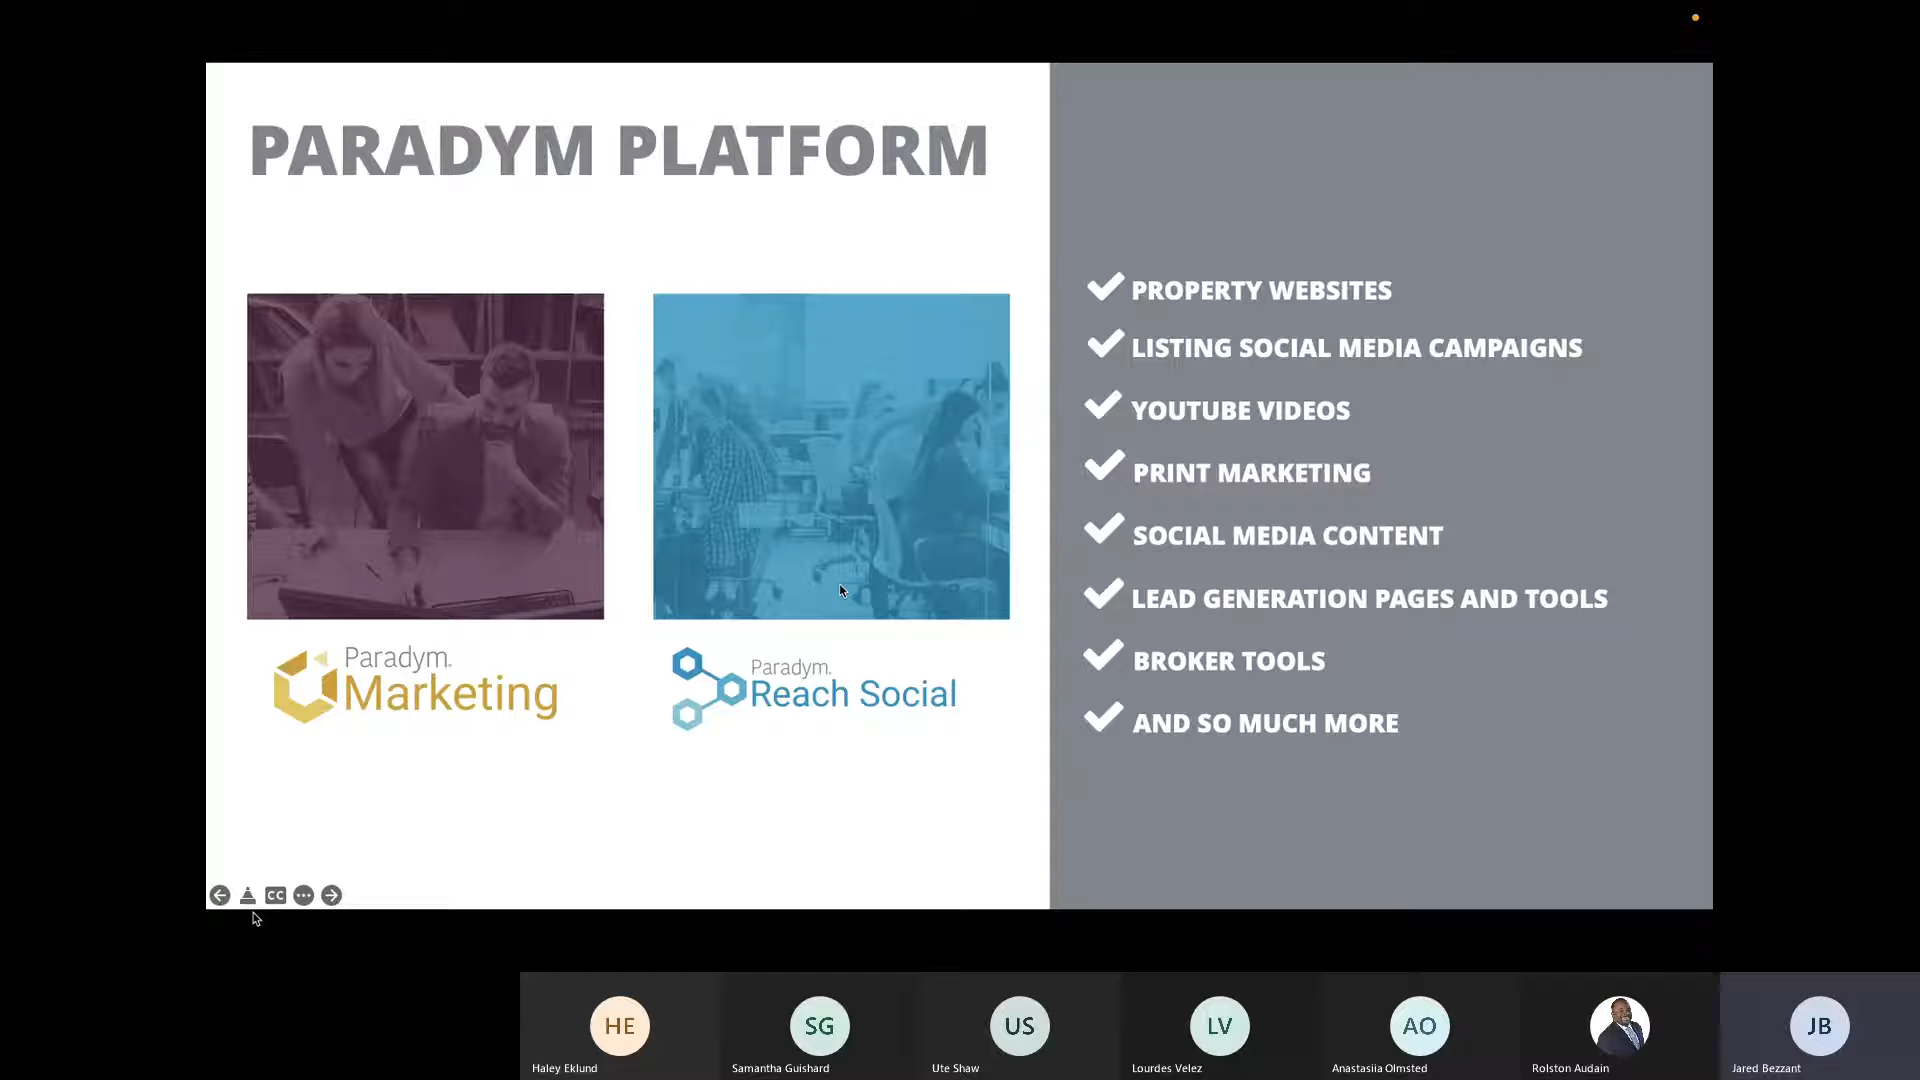 PARADYM PLATFORM
Paradym.
Marketing
Paradym.
Reach Social
PROPERTY WEBSITES
LISTING SOCIAL MEDIA CAMPAIGNS
YOUTUBE VIDEOS
PRINT MARKETING
SOCIAL MEDIA CONTENT
LEAD GENERATION PAGES AND TOOLS
BROKER TOOLS
AND SO MUCH MORE
CC
HE
SG
US
LV
AO
JB
Haley Eklund
Samantha Guishard
Ute Shaw
Lourdes Velez
Anastasiia Olmsted
Rolston Audain
Jared Bezzant